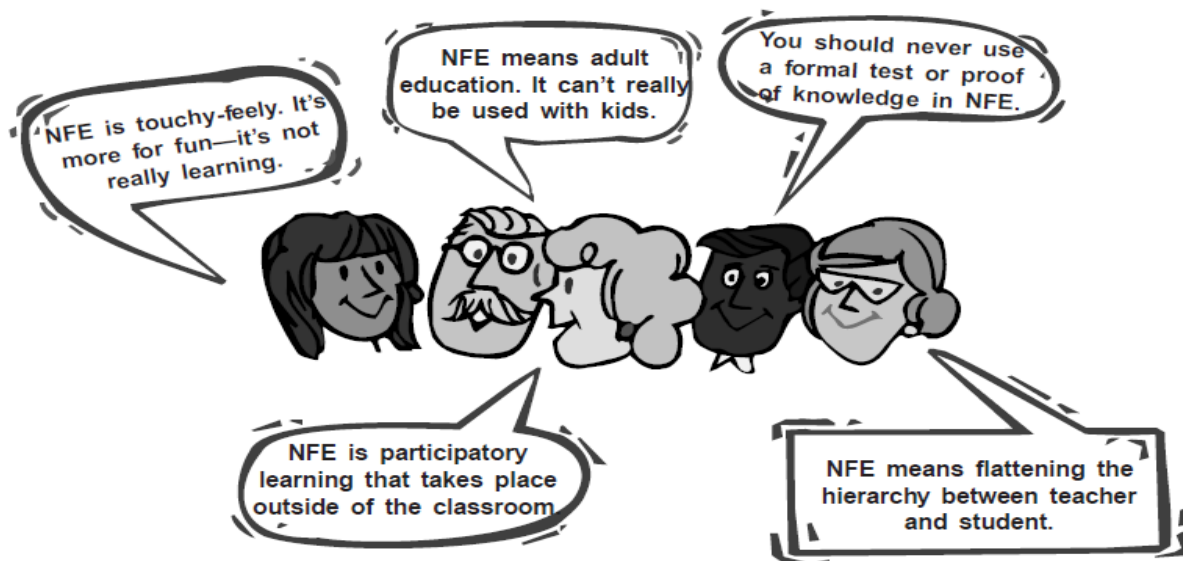 NFE is touchy-feely. It's
more for fun—it's not
really learning.
NFE means adult
education. It can't really
be used with kids.
You should never use
a formal test or proof
of knowledge in NFE.
NFE is participatory
learning that takes place
outside of the classroom
NFE means flattening the
hierarchy between teacher
and student.